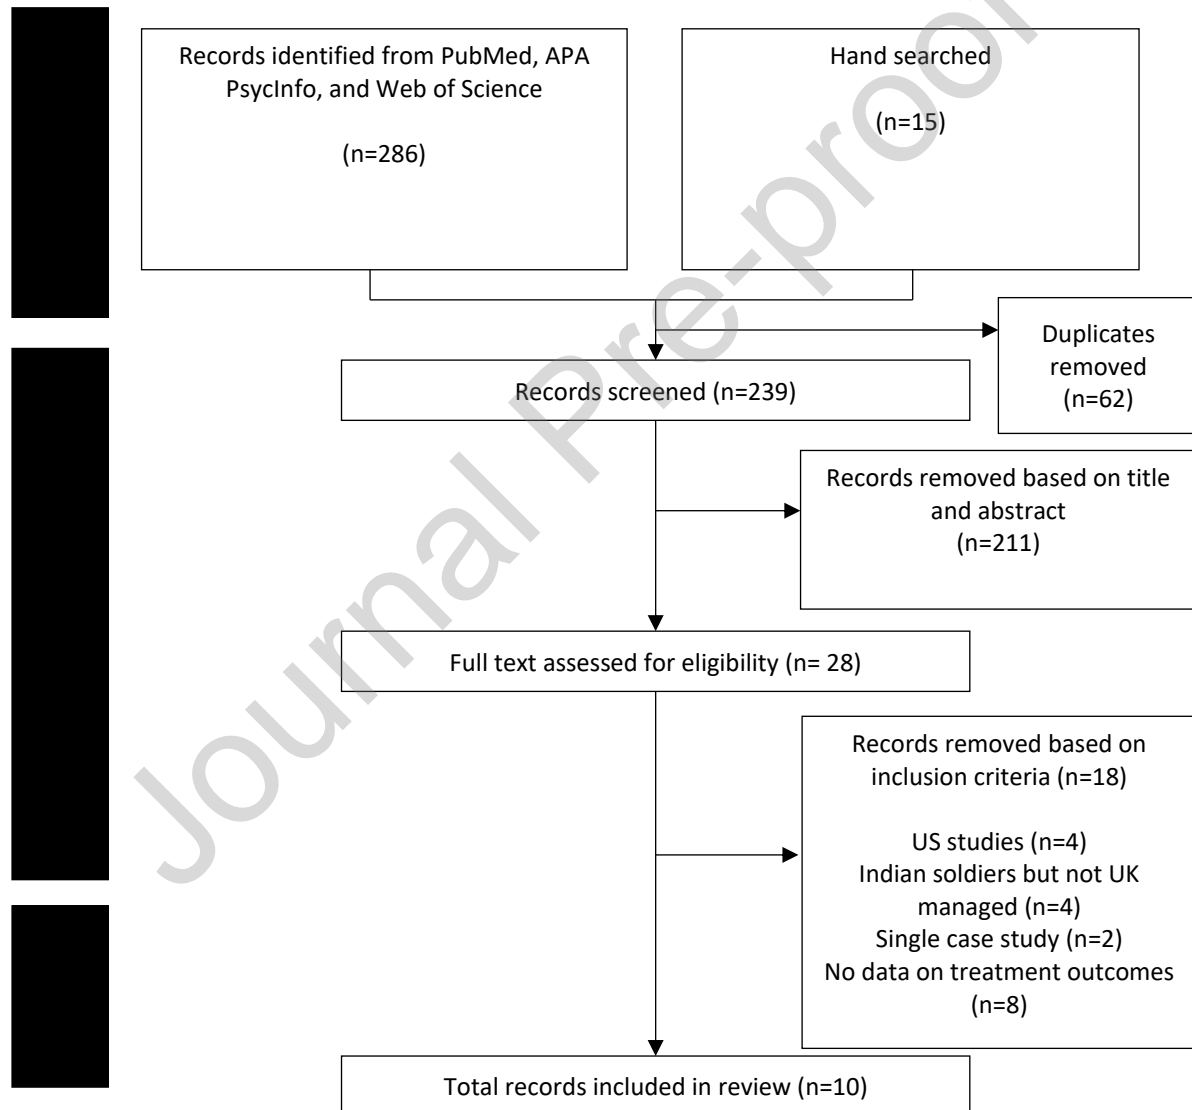 Records identified from PubMed, APA
PsycInfo, and Web of Science
(n=286)
Hand searched
(n=15)
Duplicates
removed
(n=62)
Records screened (n=239)
Records removed based on title
and abstract
(n=211)
Full text assessed for eligibility (n= 28)
Records removed based on
inclusion criteria (n=18)
US studies (n=4)
Indian soldiers but not UK
managed (n=4)
Single case study (n=2)
No data on treatment outcomes
(n=8)
Total records included in review (n=10)
Journal Pre-proof